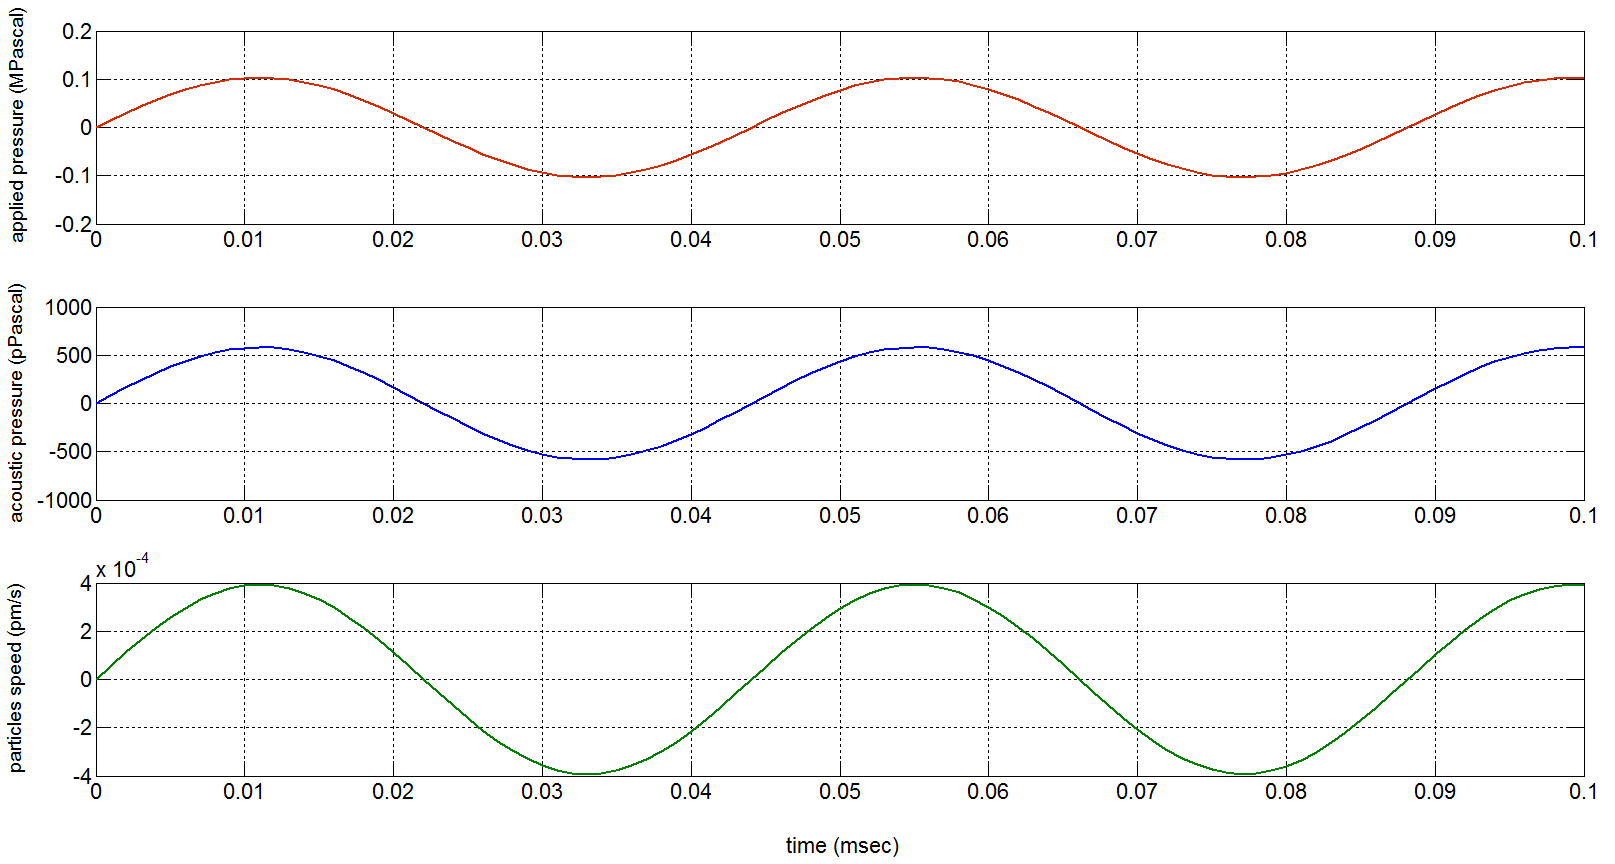 applied pressure (MPascal)
0.2
0.1
0
-0.1
-0.2
0 0.01 0.02 0.03 0.04 0.05 0.06 0.07 0.08 0.09 0.1
acoustic pressure (pPascal)
1000
500
0
-500
-1000
0 0.01 0.02 0.03 0.04 0.05 0.06 0.07 0.08 0.09 0.1
particles speed (pm/s)
x 10^-4
4
2
0
-2
-4
0 0.01 0.02 0.03 0.04 0.05 0.06 0.07 0.08 0.09 0.1
time (msec)